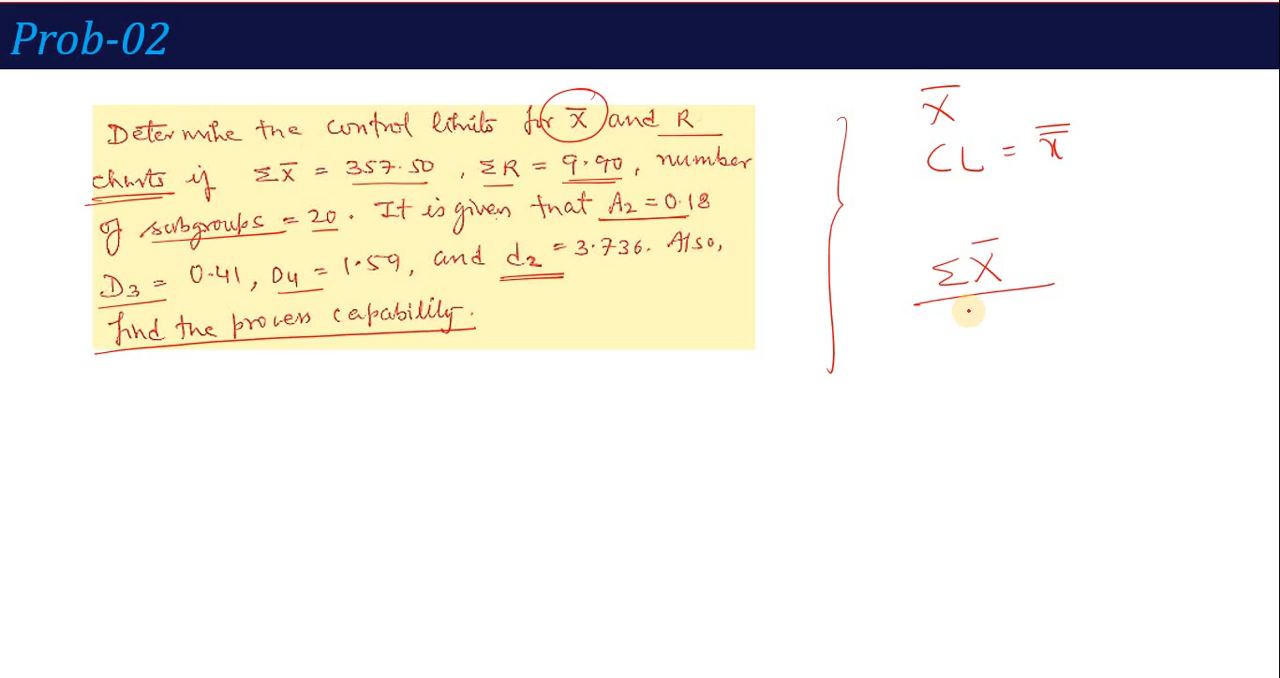 Prob-02
Determine the control limits for X̅ and R
charts if ΣX̅ = 357.50, ΣR = 9.90, number
of subgroups = 20. It is given that A₂ = 0.18
D₃ = 0.41, D₄ = 1.59, and d₂ = 3.736. Also,
find the process capability.
X̅
CL = x̿
ΣX̅